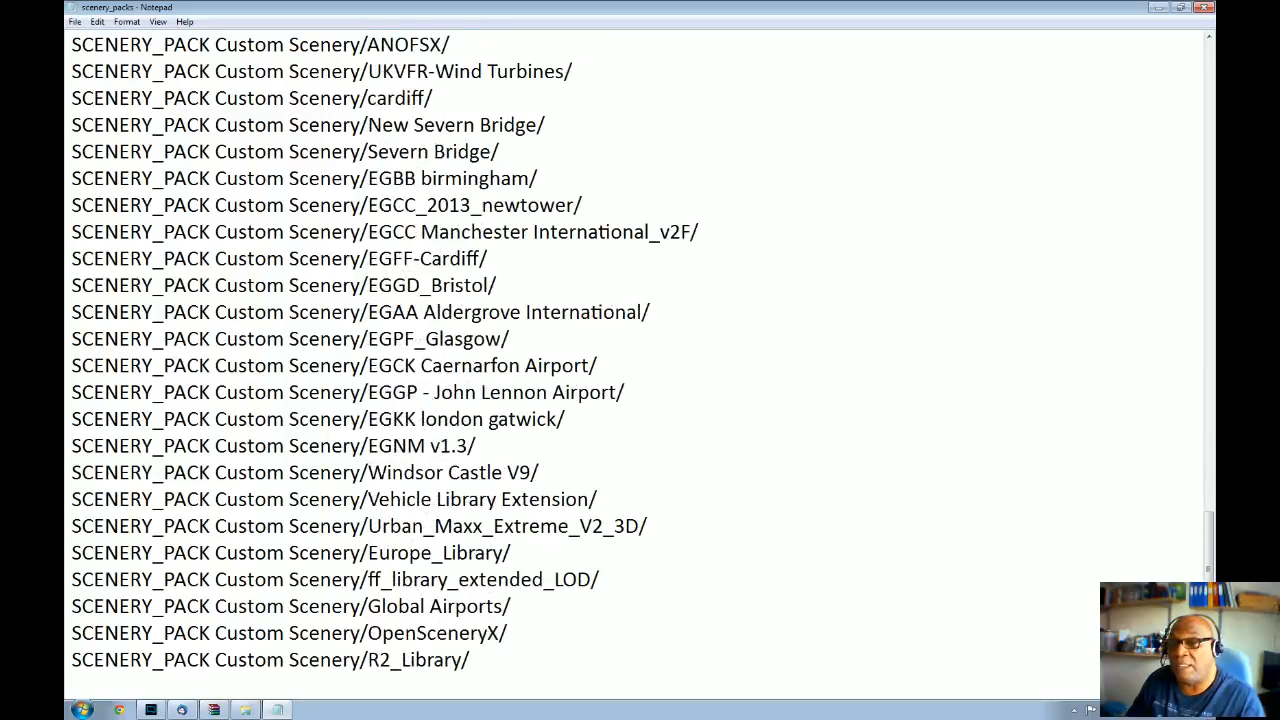 scenery_packs - Notepad
File Edit Format View Help
SCENERY_PACK Custom Scenery/ANOFSX/
SCENERY_PACK Custom Scenery/UKVFR-Wind Turbines/
SCENERY_PACK Custom Scenery/cardiff/
SCENERY_PACK Custom Scenery/New Severn Bridge/
SCENERY_PACK Custom Scenery/Severn Bridge/
SCENERY_PACK Custom Scenery/EGBB birmingham/
SCENERY_PACK Custom Scenery/EGCC_2013_newtower/
SCENERY_PACK Custom Scenery/EGCC Manchester International_v2F/
SCENERY_PACK Custom Scenery/EGFF-Cardiff/
SCENERY_PACK Custom Scenery/EGGD_Bristol/
SCENERY_PACK Custom Scenery/EGAA Aldergrove International/
SCENERY_PACK Custom Scenery/EGPF_Glasgow/
SCENERY_PACK Custom Scenery/EGCK Caernarfon Airport/
SCENERY_PACK Custom Scenery/EGGP - John Lennon Airport/
SCENERY_PACK Custom Scenery/EGKK london gatwick/
SCENERY_PACK Custom Scenery/EGNM v1.3/
SCENERY_PACK Custom Scenery/Windsor Castle V9/
SCENERY_PACK Custom Scenery/Vehicle Library Extension/
SCENERY_PACK Custom Scenery/Urban_Maxx_Extreme_V2_3D/
SCENERY_PACK Custom Scenery/Europe_Library/
SCENERY_PACK Custom Scenery/ff_library_extended_LOD/
SCENERY_PACK Custom Scenery/Global Airports/
SCENERY_PACK Custom Scenery/OpenSceneryX/
SCENERY_PACK Custom Scenery/R2_Library/